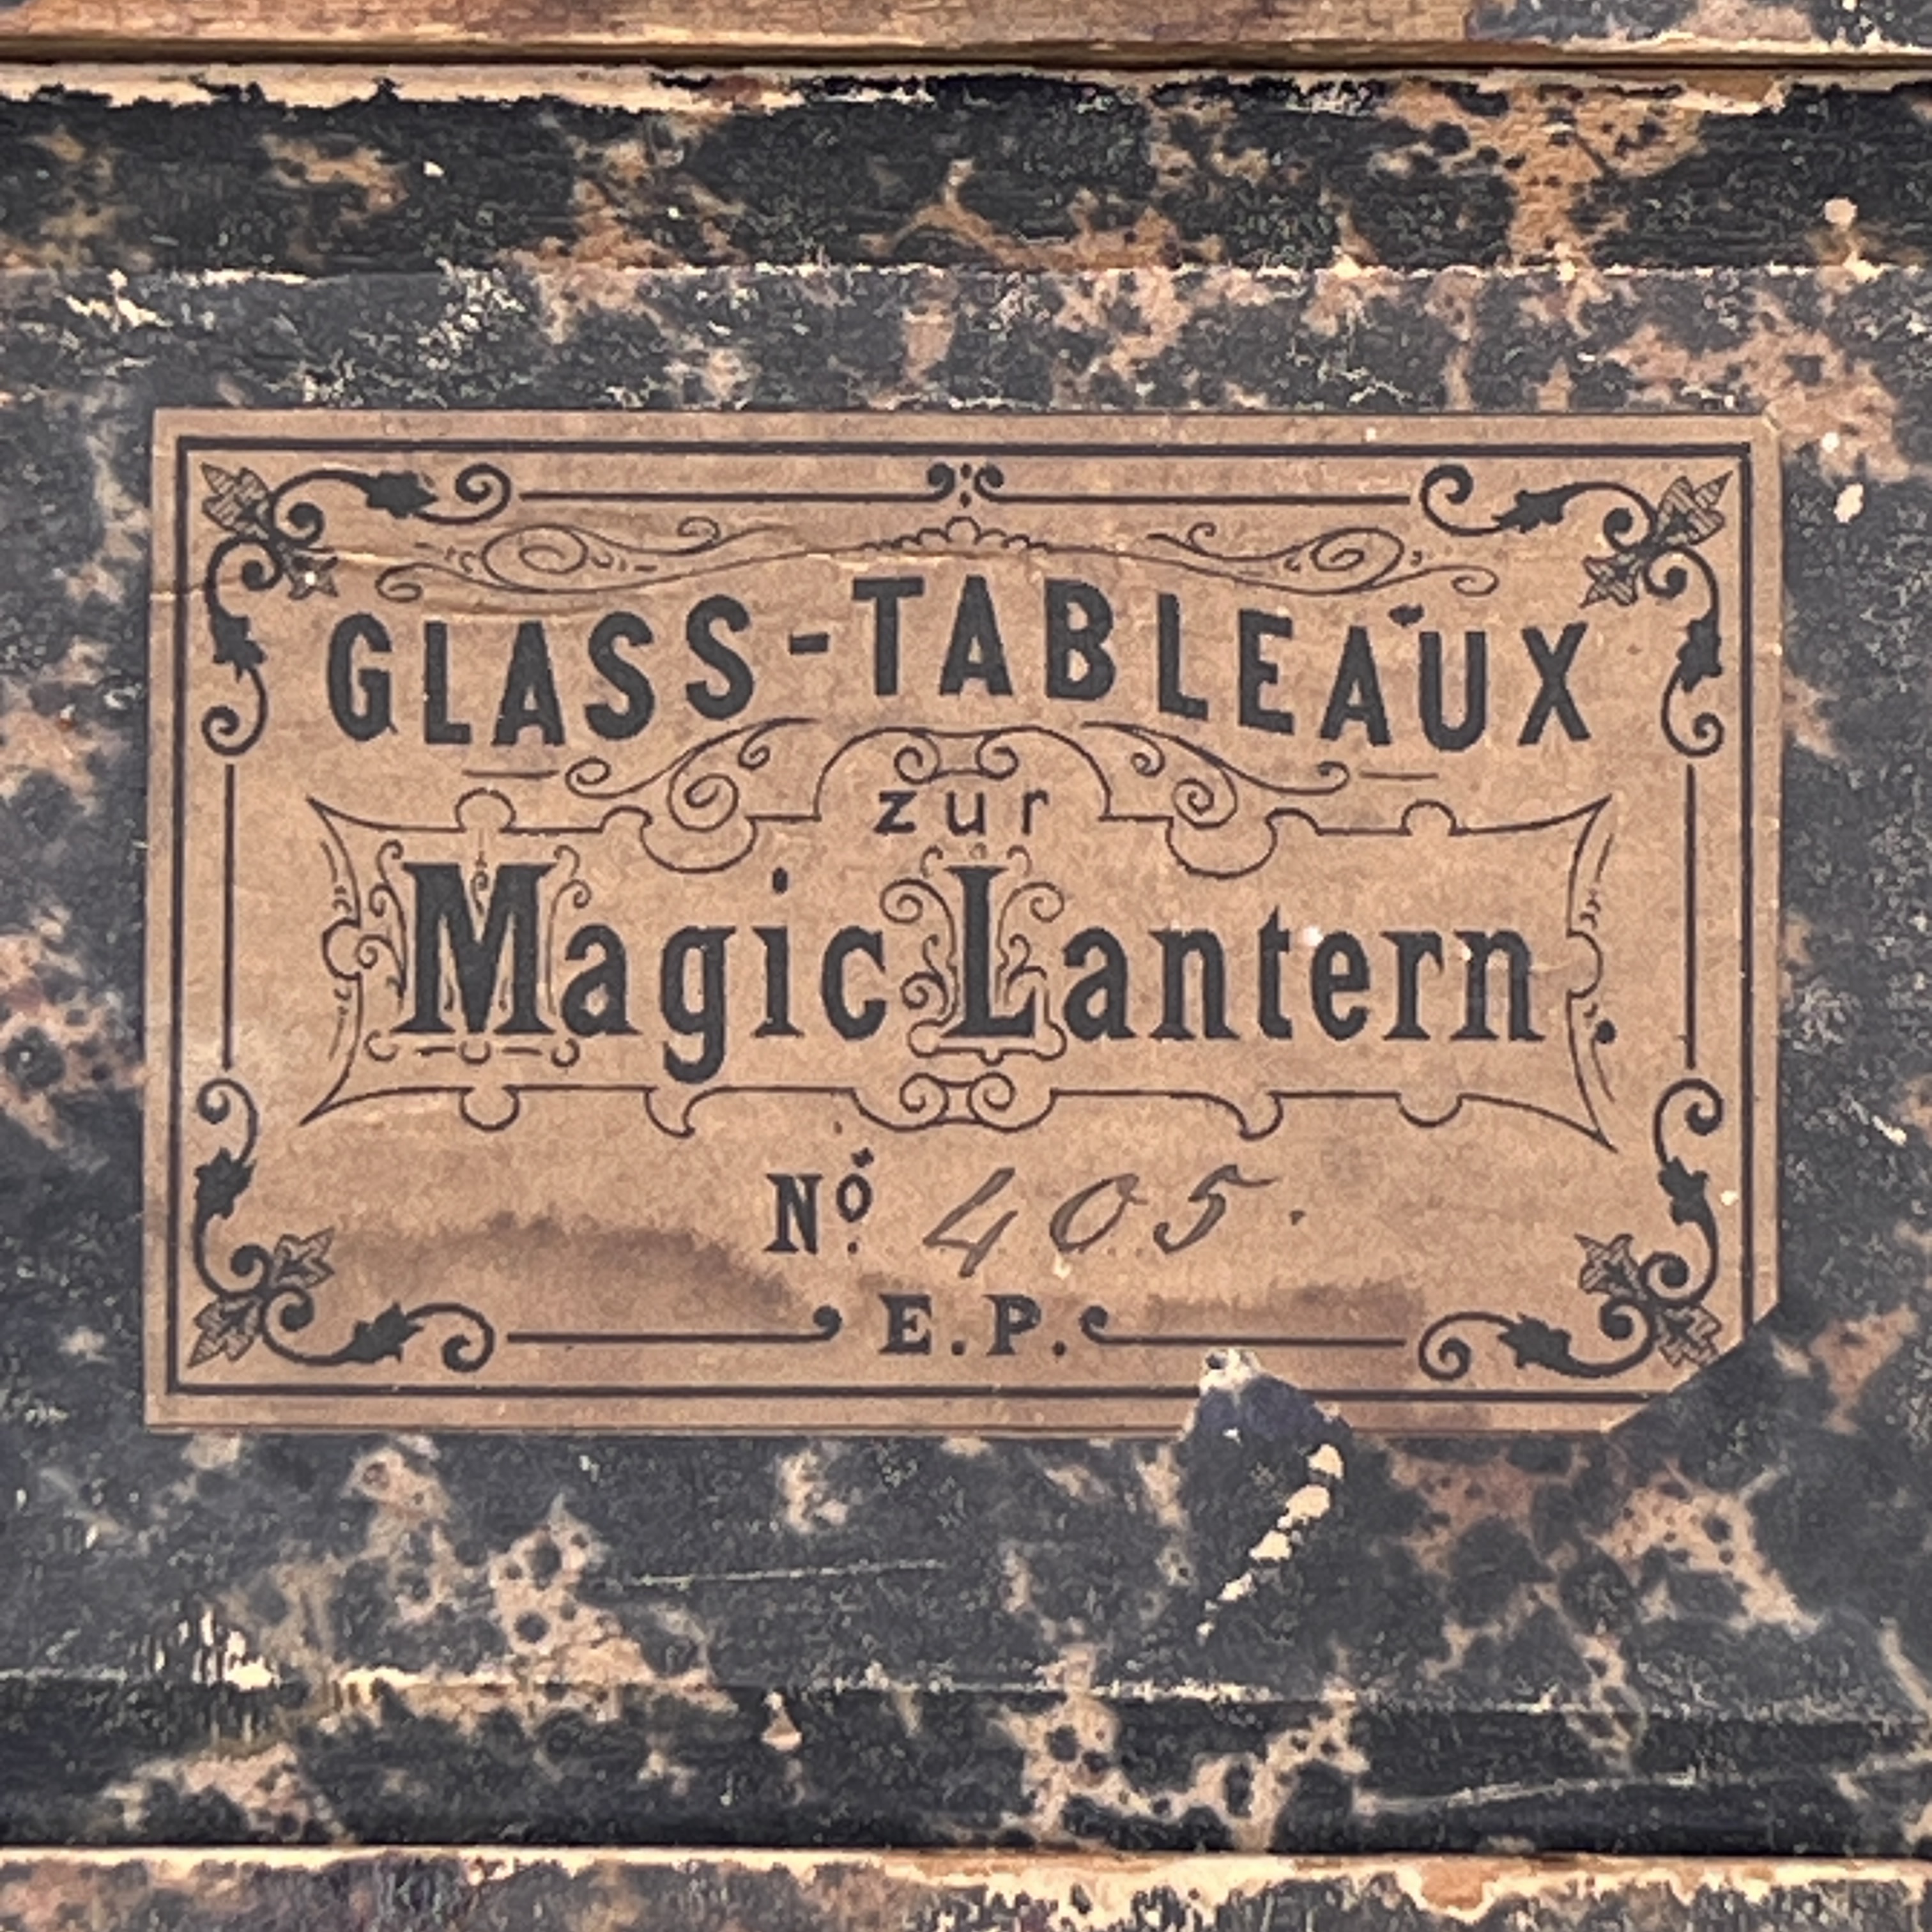 GLASS-TABLEAUX
zur
Magic Lantern.
No. 405.
E.P.